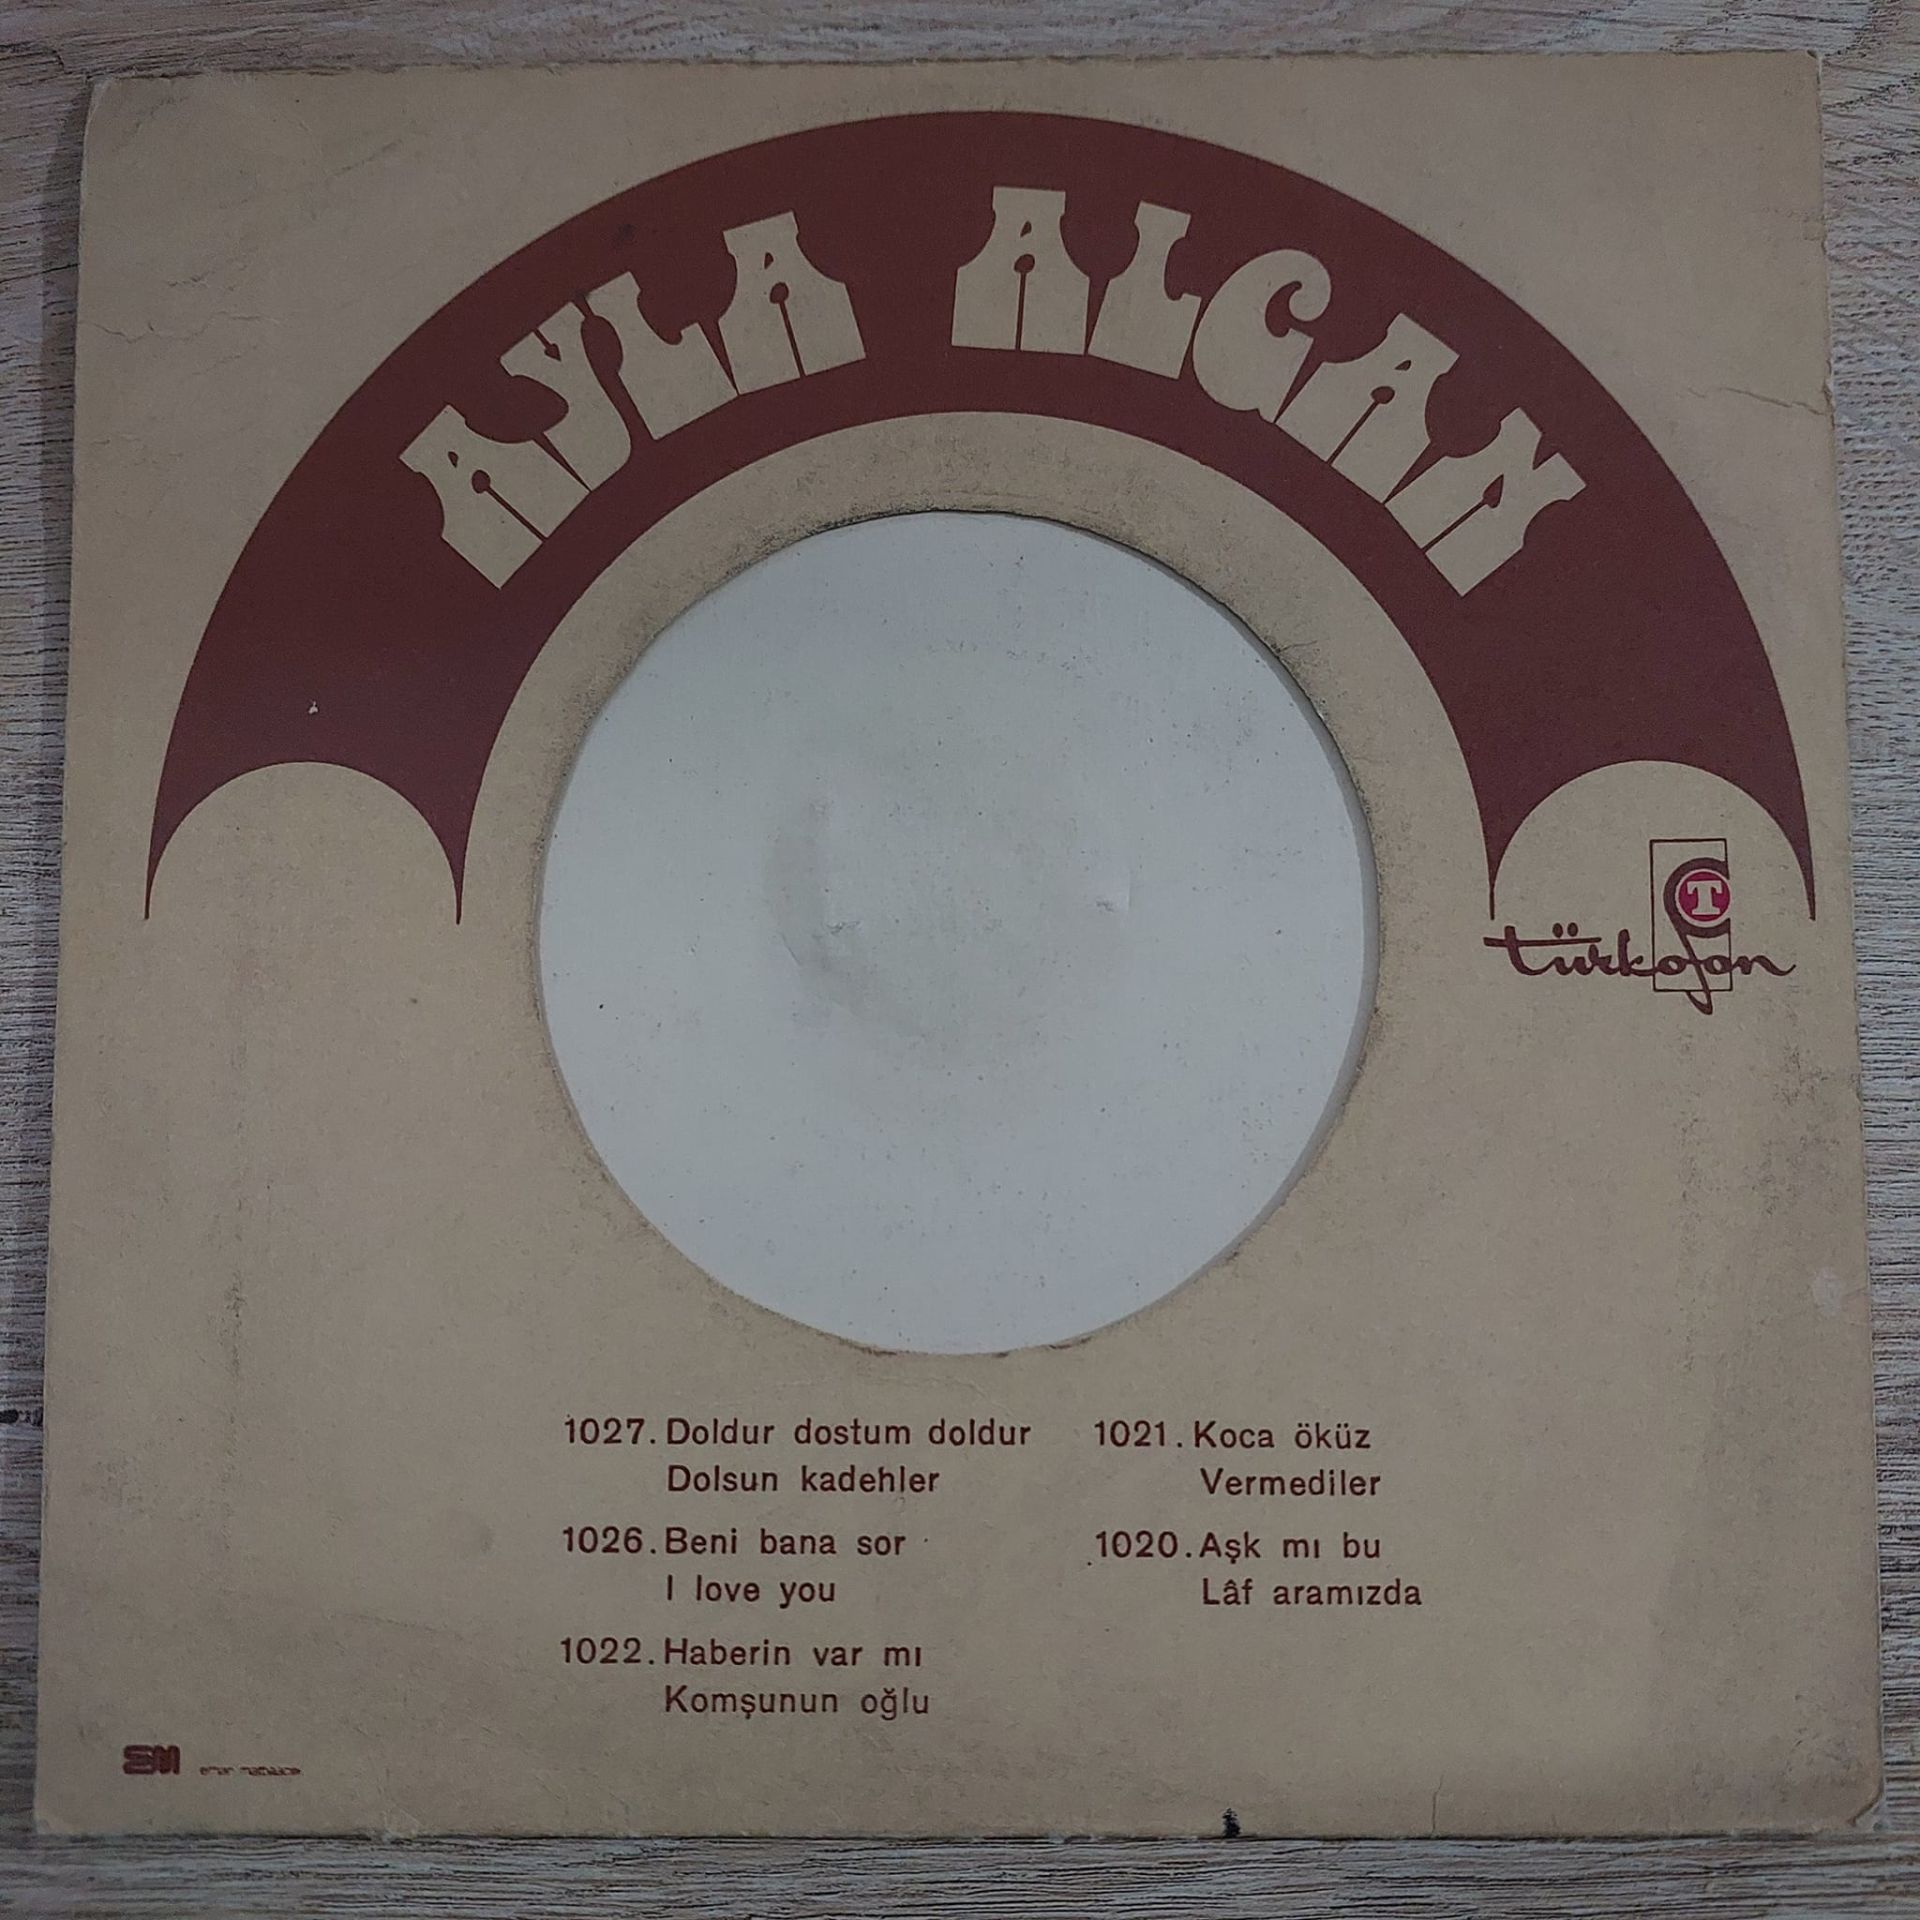 AYLA ALGAN
T
türkofon
1027. Doldur dostum doldur
Dolsun kadehler
1026. Beni bana sor
I love you
1022. Haberin var mı
Komşunun oğlu
1021. Koca öküz
Vermediler
1020. Aşk mı bu
Lâf aramızda